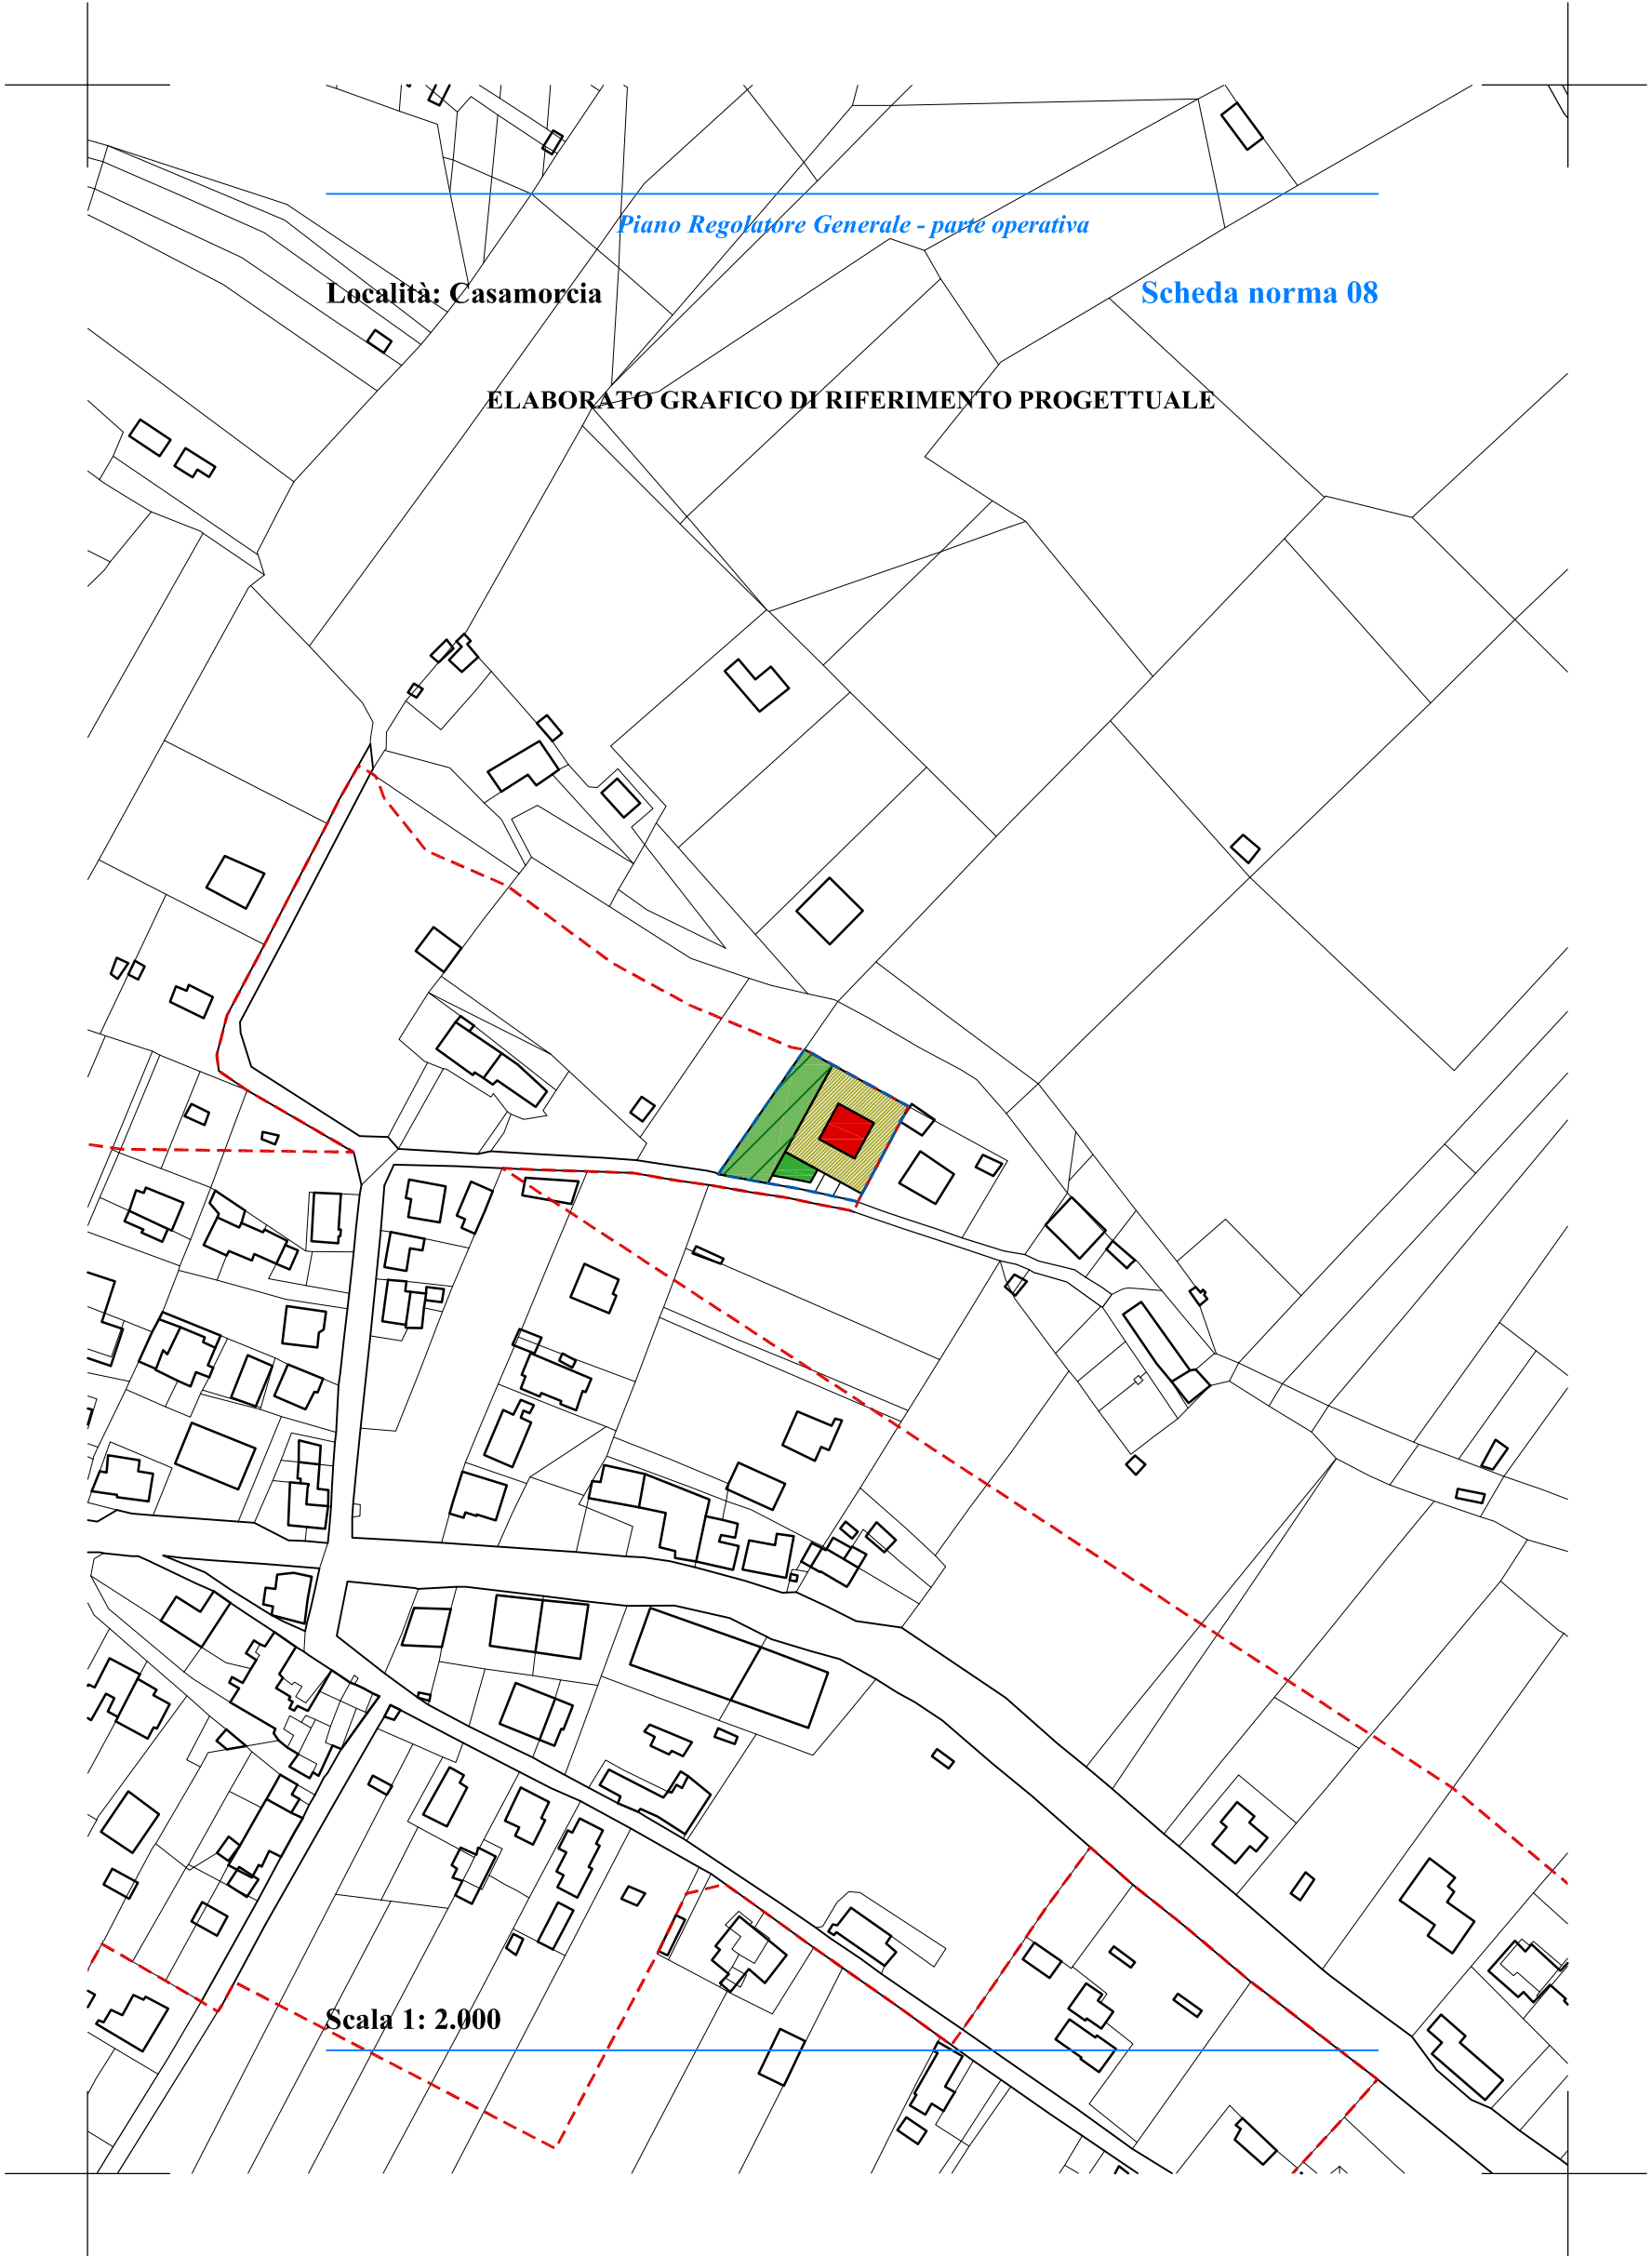 Piano Regolatore Generale - parte operativa
Località: Casamorcia
Scheda norma 08
ELABORATO GRAFICO DI RIFERIMENTO PROGETTUALE
Scala 1: 2.000